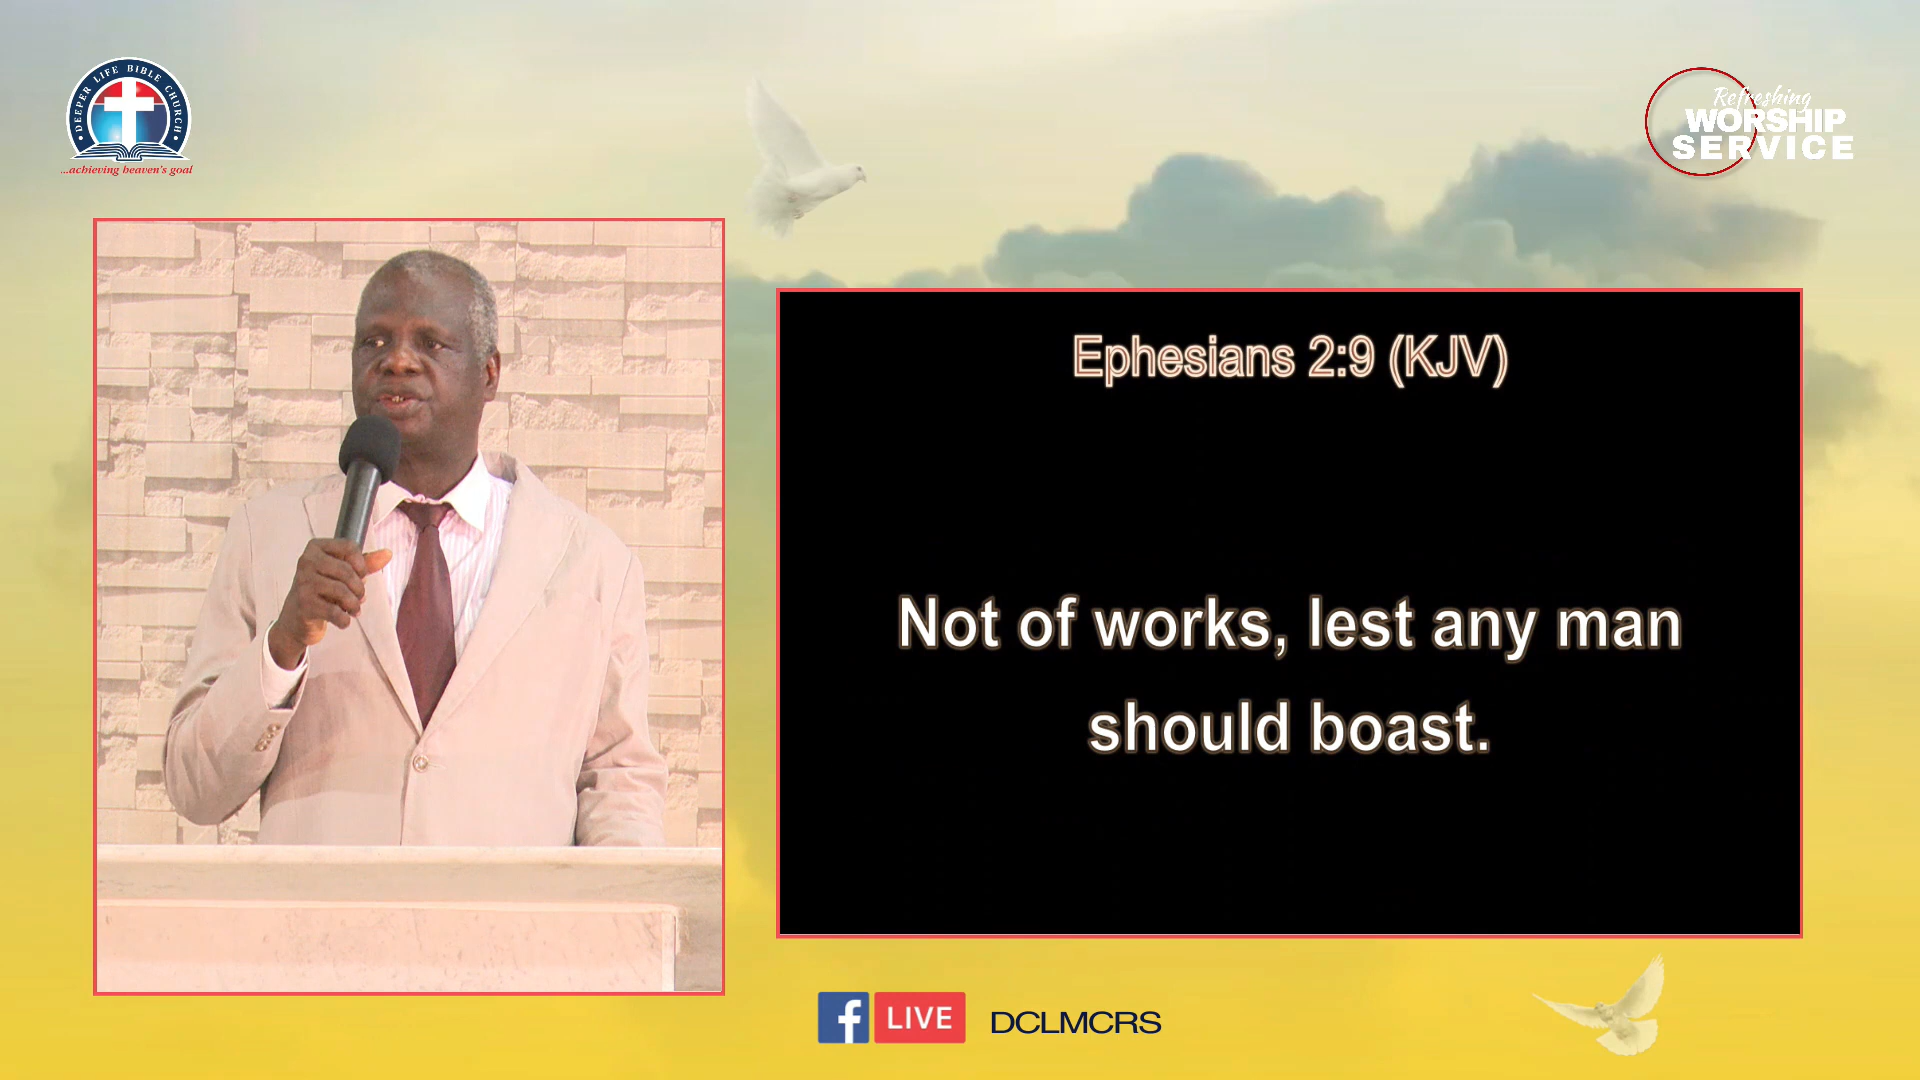 DEEPER LIFE BIBLE CHURCH
...achieving heaven's goal
Refreshing
WORSHIP
SERVICE
Ephesians 2:9 (KJV)
Not of works, lest any man
should boast.
f LIVE DCLMCRS